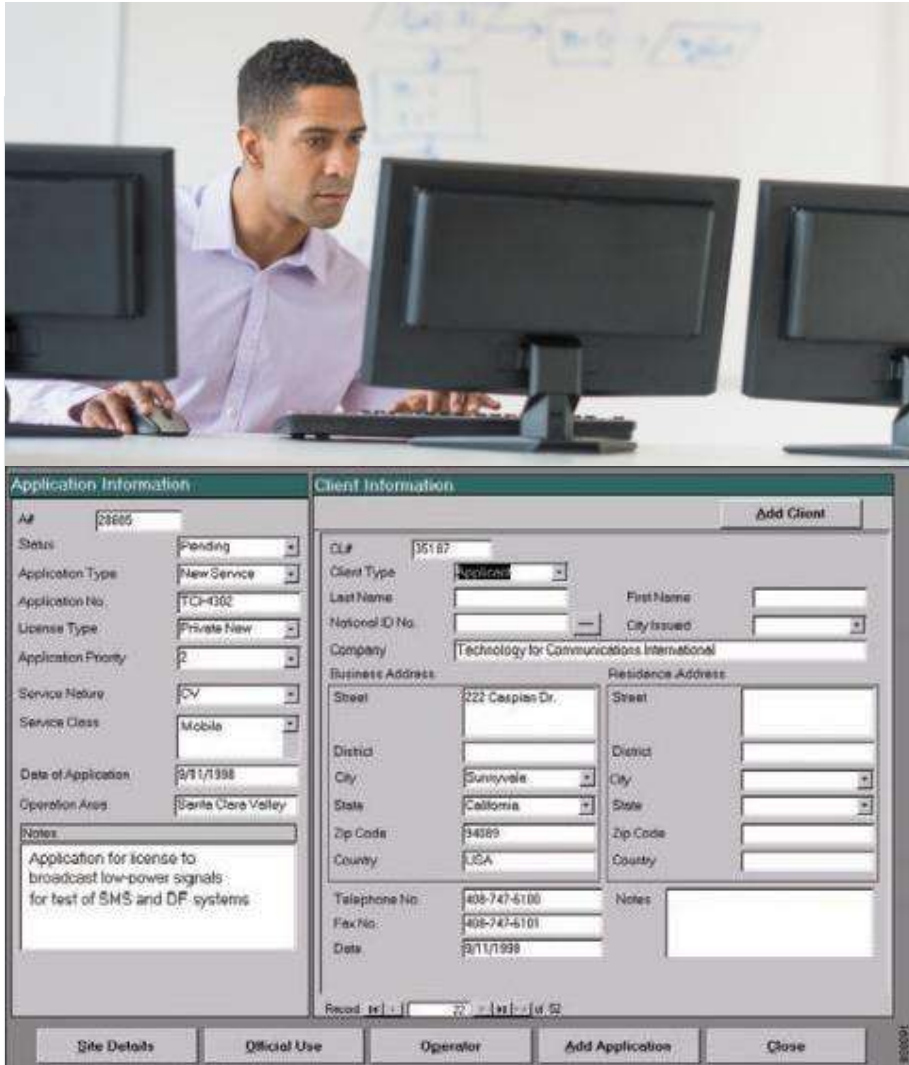 Application Information
A#
28605
Status
Pending
Application Type
New Service
Application No.
TCI-4302
License Type
Private New
Application Priority
2
Service Nature
CV
Service Class
Mobile
Date of Application
9/11/1998
Operation Area
Santa Clara Valley
Notes
Application for license to
broadcast low-power signals
for test of SMS and DF systems
Client Information
Add Client
CL#
35187
Client Type
Applicant
Last Name
First Name
National ID No.
City Issued
Company
Technology for Communications International
Business Address
Street
222 Caspian Dr.
District
City
Sunnyvale
State
California
Zip Code
94089
Country
USA
Residence Address
Street
District
City
State
Zip Code
Country
Telephone No.
408-747-6100
Fax No.
408-747-6101
Date
9/11/1998
Notes
Record
22
of 52
Site Details
Official Use
Operator
Add Application
Close